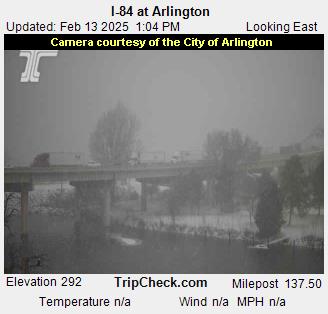 I-84 at Arlington
Updated: Feb 13 2025 1:04 PM Looking East
Camera courtesy of the City of Arlington
Elevation 292 TripCheck.com Milepost 137.50
Temperature n/a Wind n/a MPH n/a